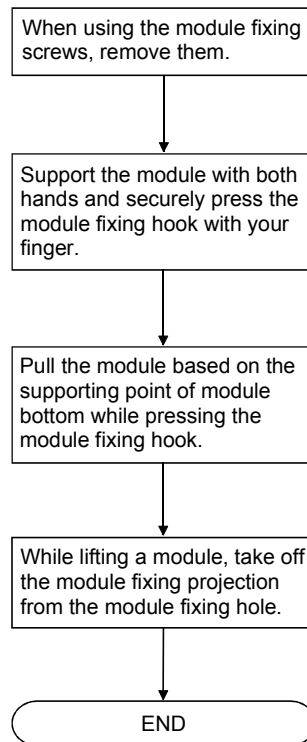 When using the module fixing
screws, remove them.
Support the module with both
hands and securely press the
module fixing hook with your
finger.
Pull the module based on the
supporting point of module
bottom while pressing the
module fixing hook.
While lifting a module, take off
the module fixing projection
from the module fixing hole.
END